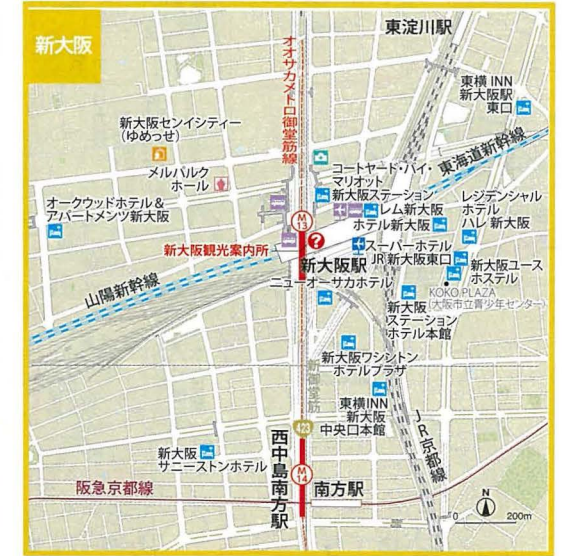 新大阪
東淀川駅
オオサカメトロ御堂筋線
東横INN
新大阪駅
東口
新大阪センイシティー
(ゆめっせ)
東海道新幹線
メルパルク
ホール
コートヤード・バイ・
マリオット
新大阪ステーション
オークウッドホテル&
アパートメンツ新大阪
レム新大阪
レジデンシャル
ホテル
ハレ 新大阪
ホテル新大阪
M
13
?
新大阪観光案内所
スーパーホテル
JR新大阪東口
新大阪駅
新大阪ユース
ホステル
山陽新幹線
ニューオーサカホテル
KOKO PLAZA
(大阪市立青少年センター)
新大阪
ステーション
ホテル本館
新大阪ワシントン
ホテルプラザ
新御堂筋
東横INN
新大阪
中央口本館
JR京都線
423
新大阪
サニーストンホテル
西中島南方駅
M
14
阪急京都線
南方駅
N
0
200m